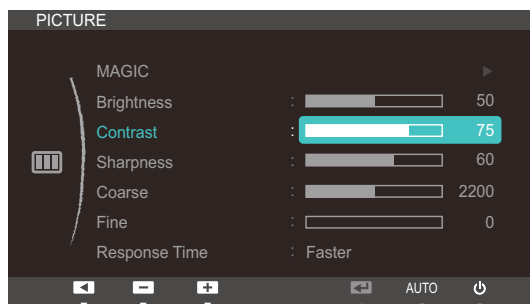 PICTURE
MAGIC
Brightness : 50
Contrast : 75
Sharpness : 60
Coarse : 2200
Fine : 0
Response Time : Faster
AUTO